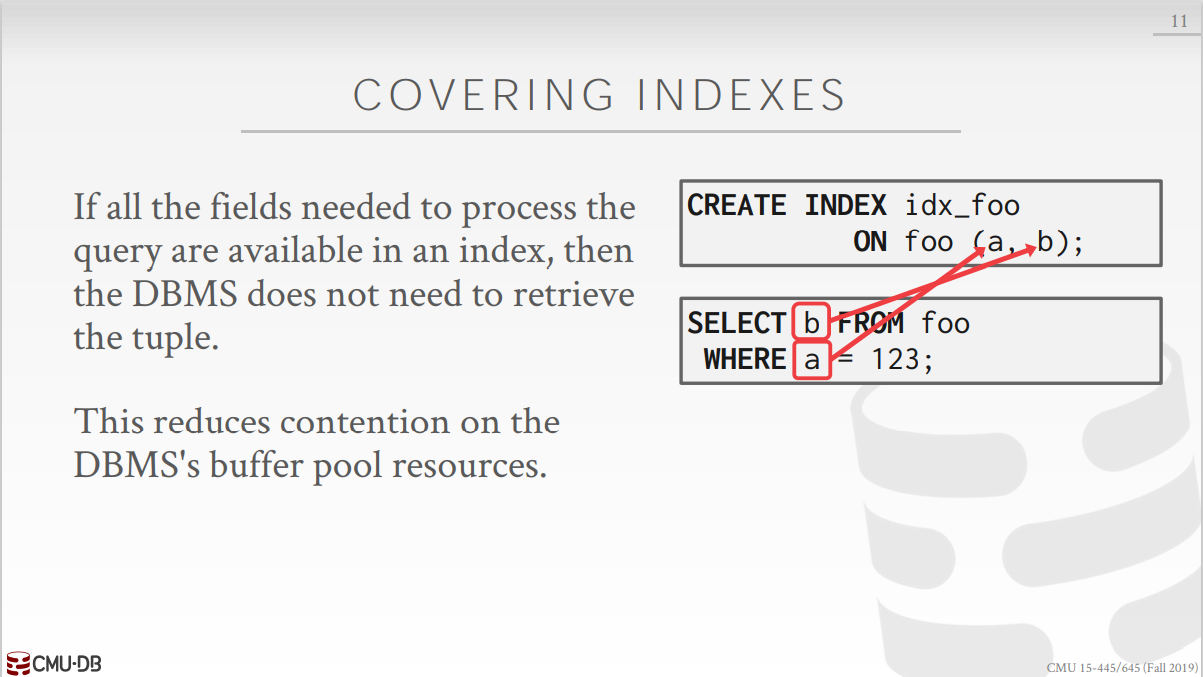 11
COVERING INDEXES
If all the fields needed to process the
query are available in an index, then
the DBMS does not need to retrieve
the tuple.
This reduces contention on the
DBMS's buffer pool resources.
CREATE INDEX idx_foo
ON foo (a, b);
SELECT b FROM foo
WHERE a = 123;
CMU·DB
CMU 15-445/645 (Fall 2019)